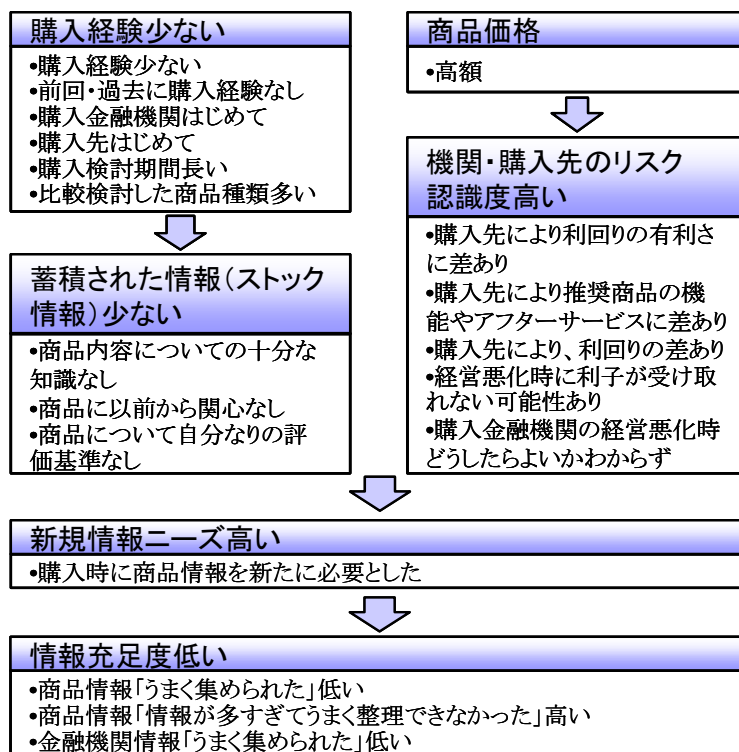 購入経験少ない
•購入経験少ない
•前回・過去に購入経験なし
•購入金融機関はじめて
•購入先はじめて
•購入検討期間長い
•比較検討した商品種類多い
蓄積された情報（ストック
情報）少ない
•商品内容についての十分な
知識なし
•商品に以前から関心なし
•商品について自分なりの評
価基準なし
商品価格
•高額
機関・購入先のリスク
認識度高い
•購入先により利回りの有利さ
に差あり
•購入先により推奨商品の機
能やアフターサービスに差あり
•購入先により、利回りの差あり
•経営悪化時に利子が受け取
れない可能性あり
•購入金融機関の経営悪化時
どうしたらよいかわからず
新規情報ニーズ高い
•購入時に商品情報を新たに必要とした
情報充足度低い
•商品情報「うまく集められた」低い
•商品情報「情報が多すぎてうまく整理できなかった」高い
•金融機関情報「うまく集められた」低い